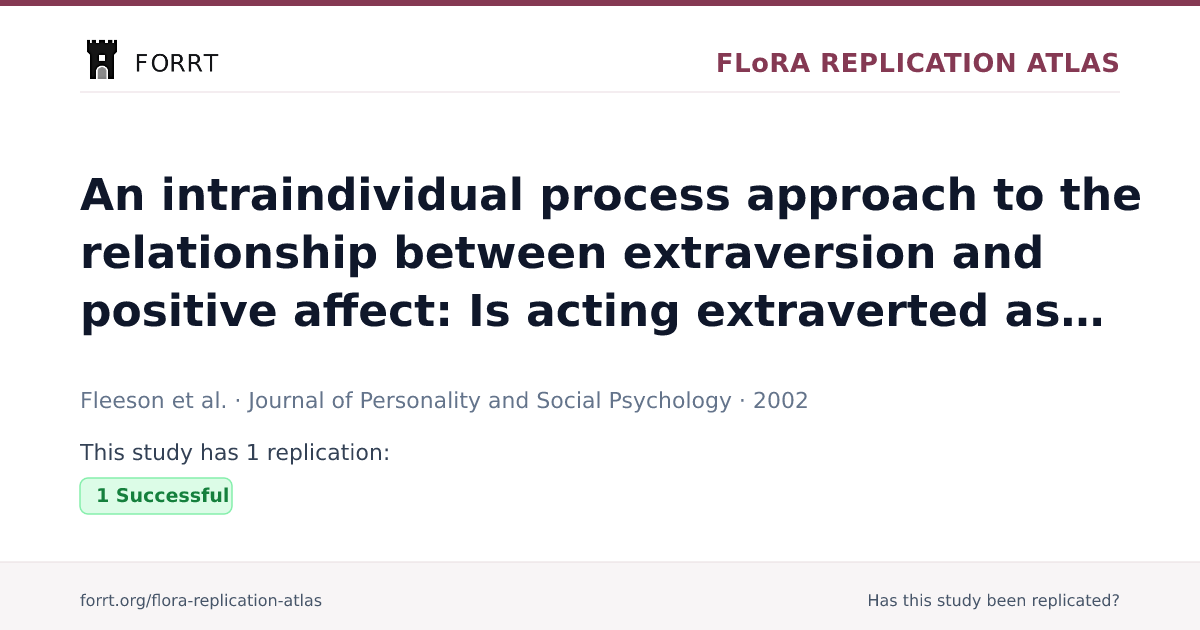 FORRT
FLoRA REPLICATION ATLAS
An intraindividual process approach to the
relationship between extraversion and
positive affect: Is acting extraverted as…
Fleeson et al. · Journal of Personality and Social Psychology · 2002
This study has 1 replication:
1 Successful
forrt.org/flora-replication-atlas
Has this study been replicated?